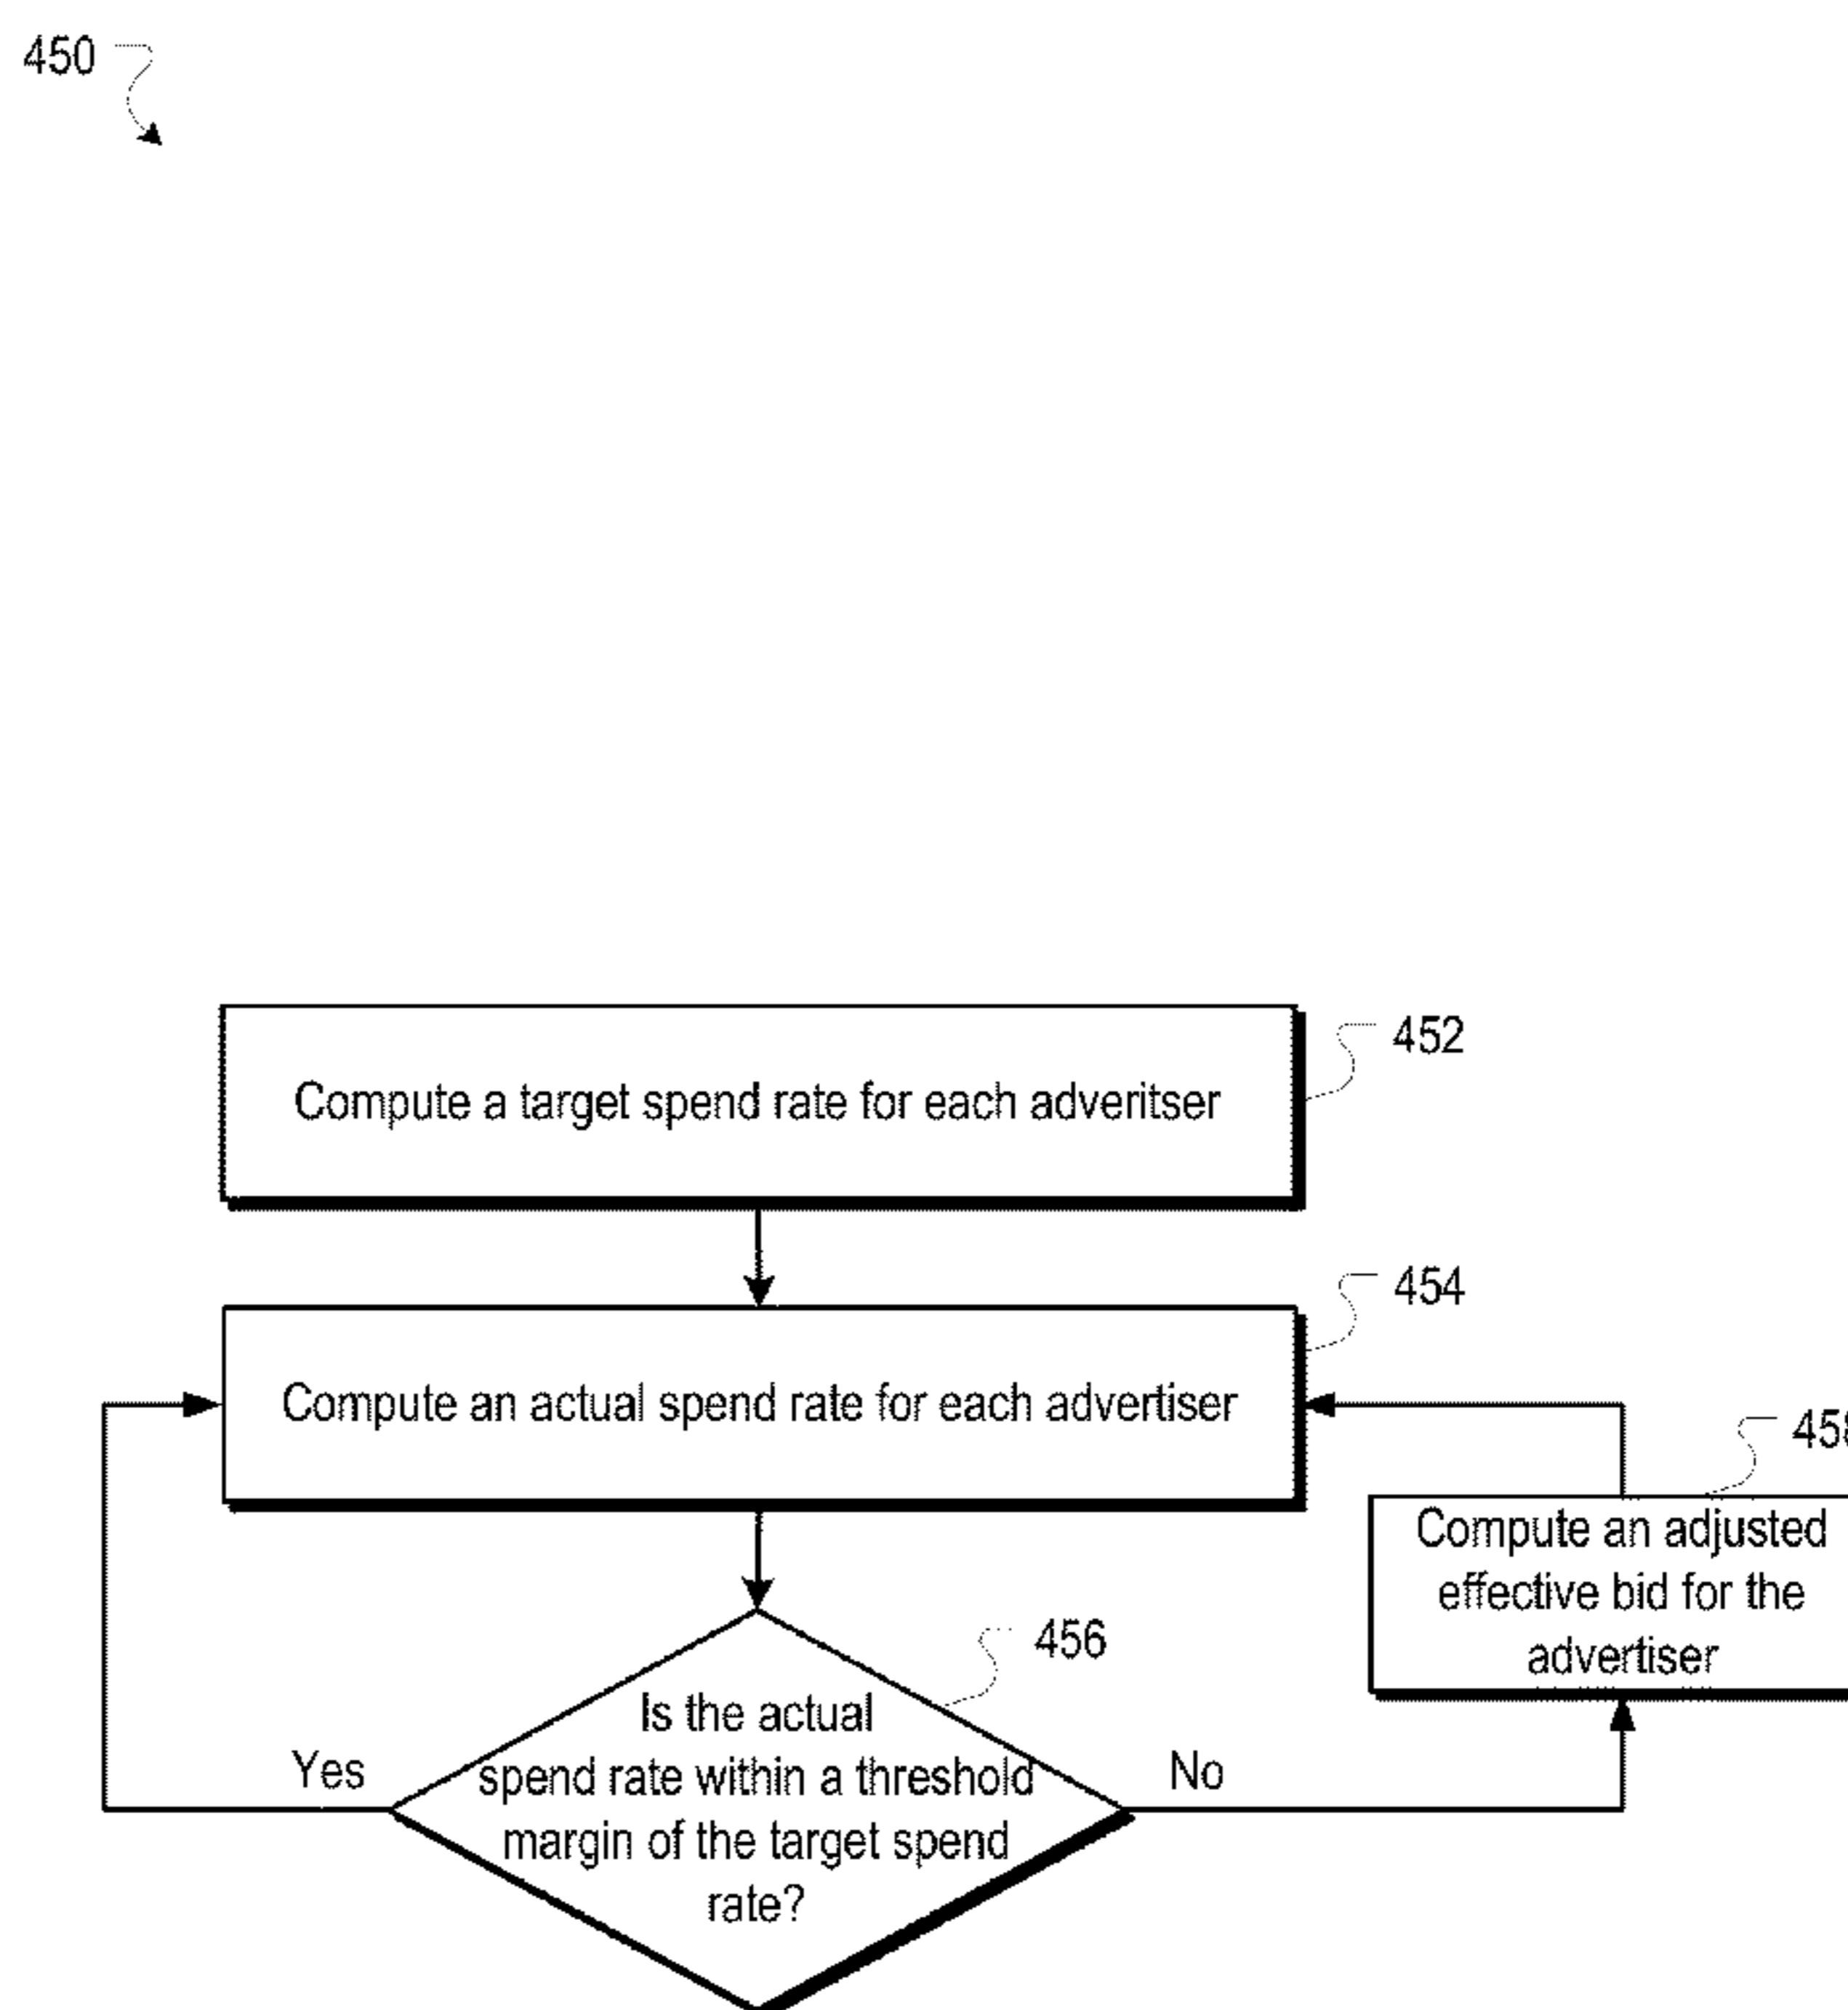 450
452
Compute a target spend rate for each adveritser
454
Compute an actual spend rate for each advertiser
Compute an adjusted
effective bid for the
advertiser
456
Is the actual
spend rate within a threshold
margin of the target spend
rate?
Yes
No